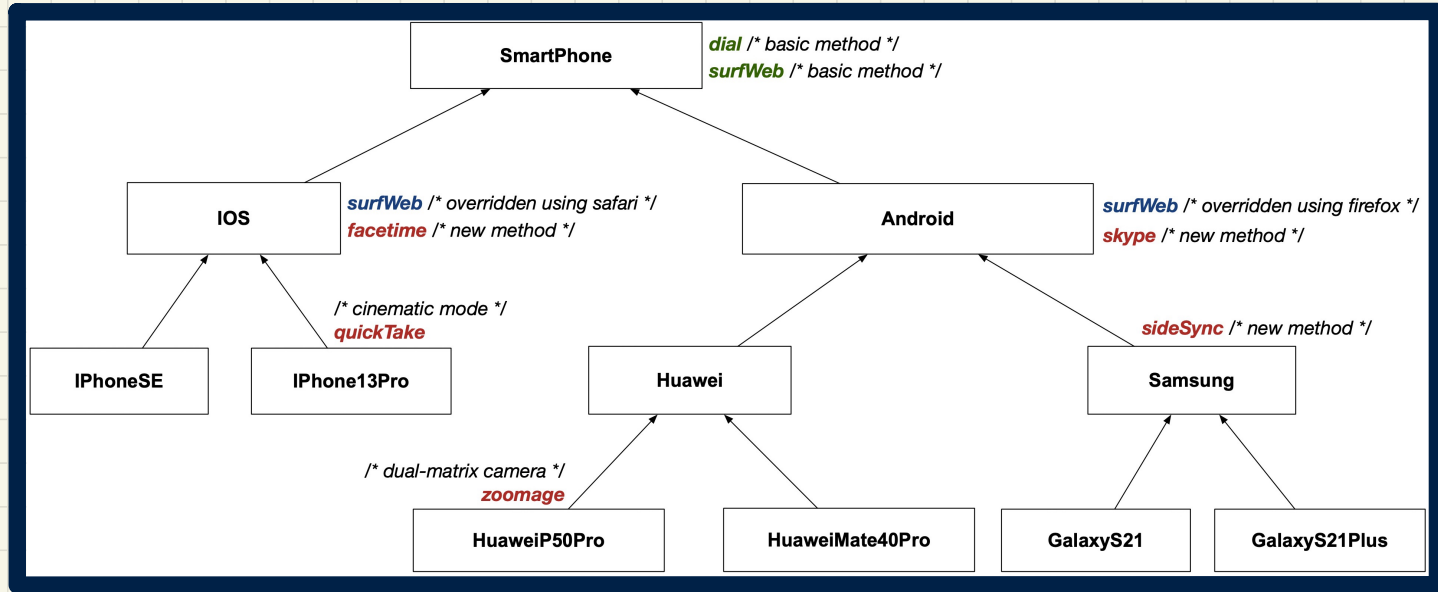 SmartPhone
dial /* basic method */
surfWeb /* basic method */
IOS
surfWeb /* overridden using safari */
facetime /* new method */
Android
surfWeb /* overridden using firefox */
skype /* new method */
/* cinematic mode */
quickTake
sideSync /* new method */
IPhoneSE
IPhone13Pro
Huawei
Samsung
/* dual-matrix camera */
zoomage
HuaweiP50Pro
HuaweiMate40Pro
GalaxyS21
GalaxyS21Plus